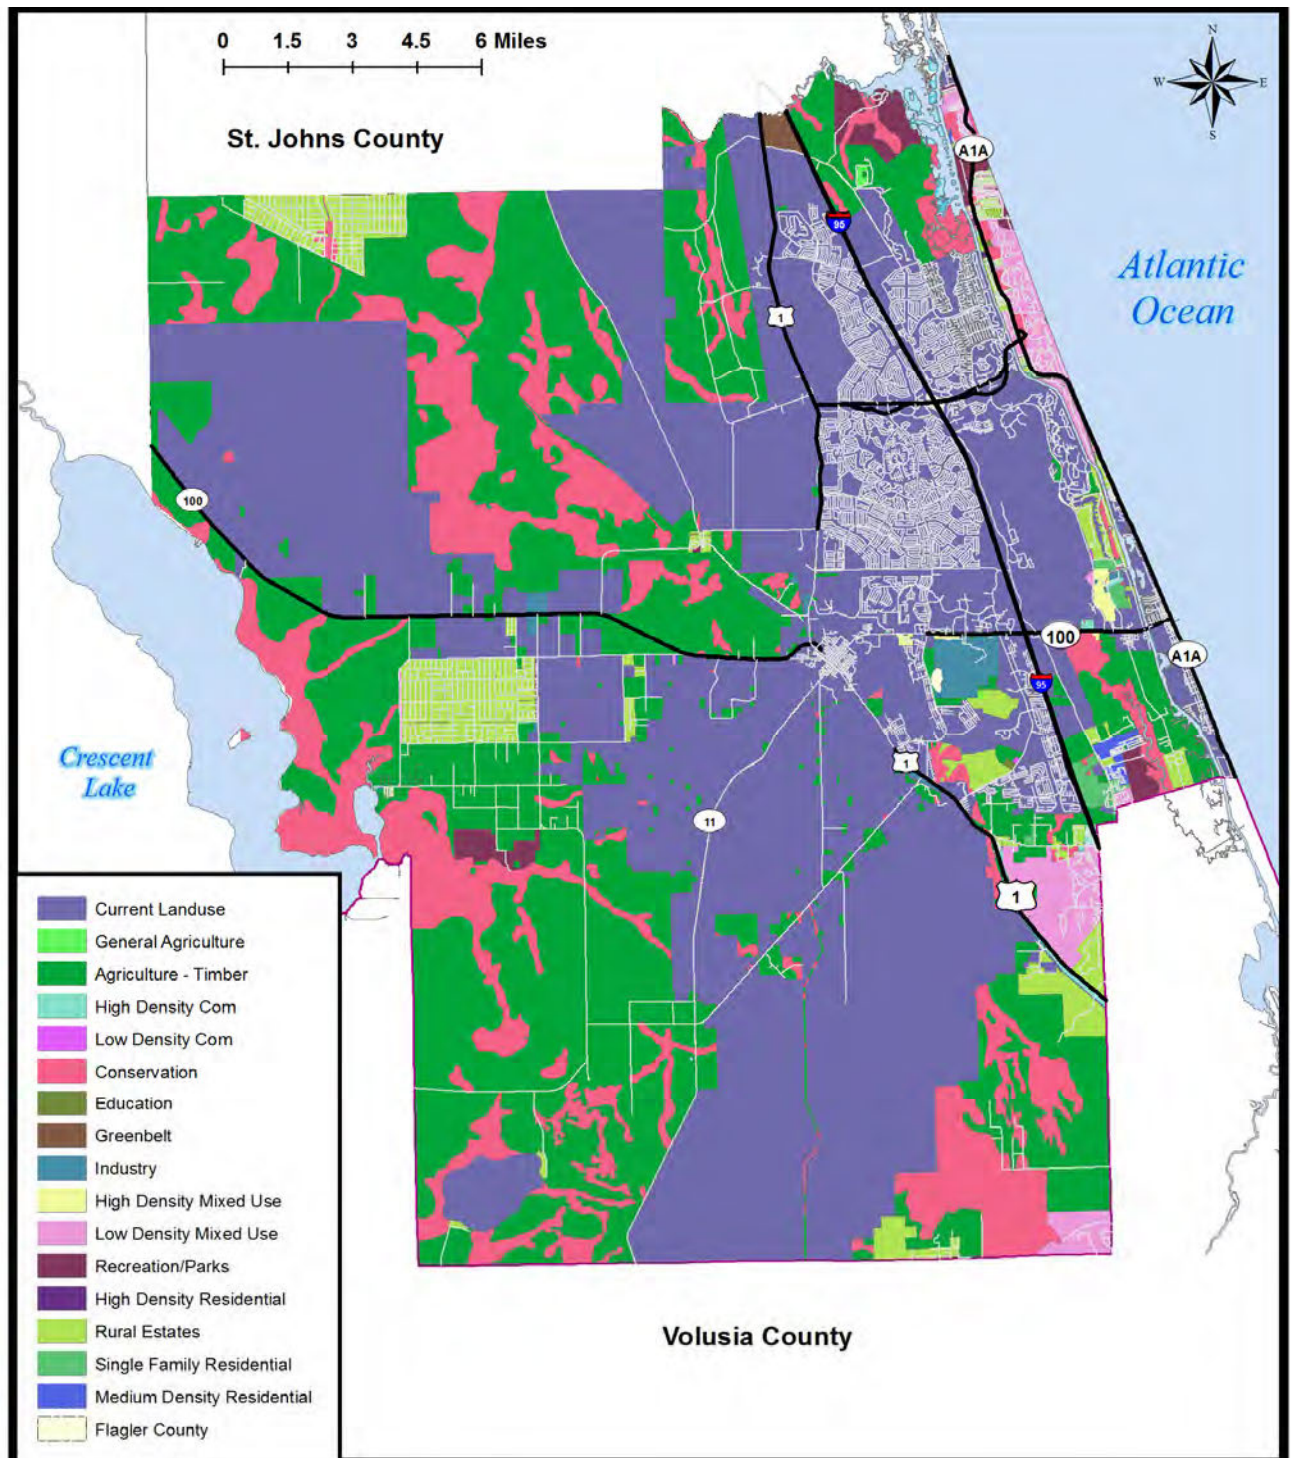 0 1.5 3 4.5 6 Miles
N
W E
S
St. Johns County
A1A
95
Atlantic
Ocean
1
100
100
A1A
95
Crescent
Lake
1
11
1
Current Landuse
General Agriculture
Agriculture - Timber
High Density Com
Low Density Com
Conservation
Education
Greenbelt
Industry
High Density Mixed Use
Low Density Mixed Use
Recreation/Parks
High Density Residential
Rural Estates
Single Family Residential
Medium Density Residential
Flagler County
Volusia County